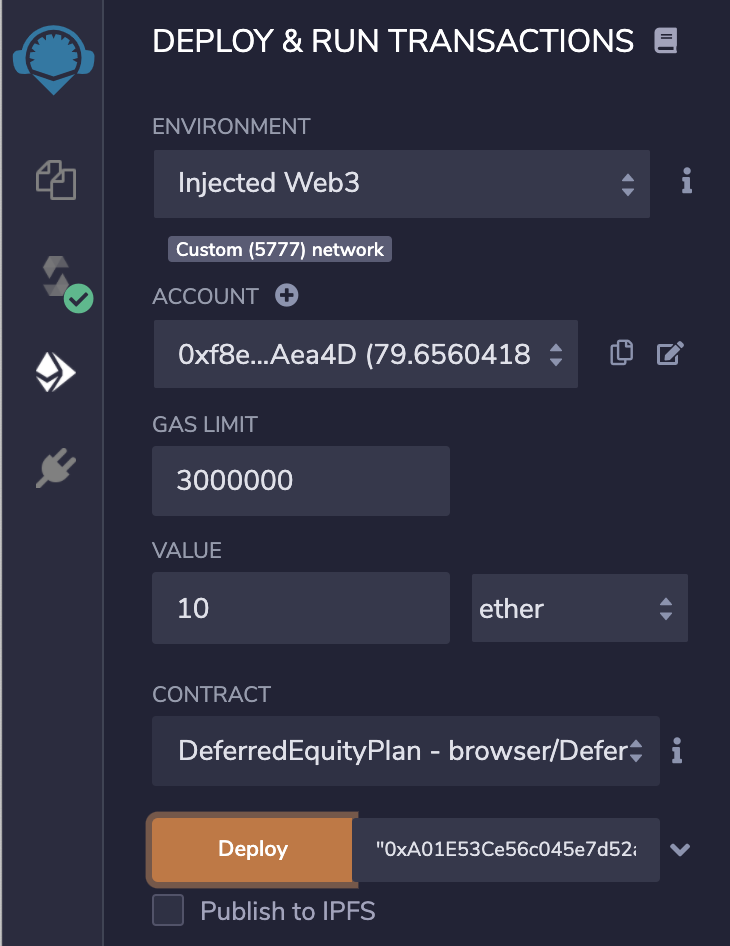 DEPLOY & RUN TRANSACTIONS
ENVIRONMENT
Injected Web3
Custom (5777) network
ACCOUNT
0xf8e...Aea4D (79.6560418
GAS LIMIT
3000000
VALUE
10 ether
CONTRACT
DeferredEquityPlan - browser/Defer
Deploy "0xA01E53Ce56c045e7d52a
Publish to IPFS